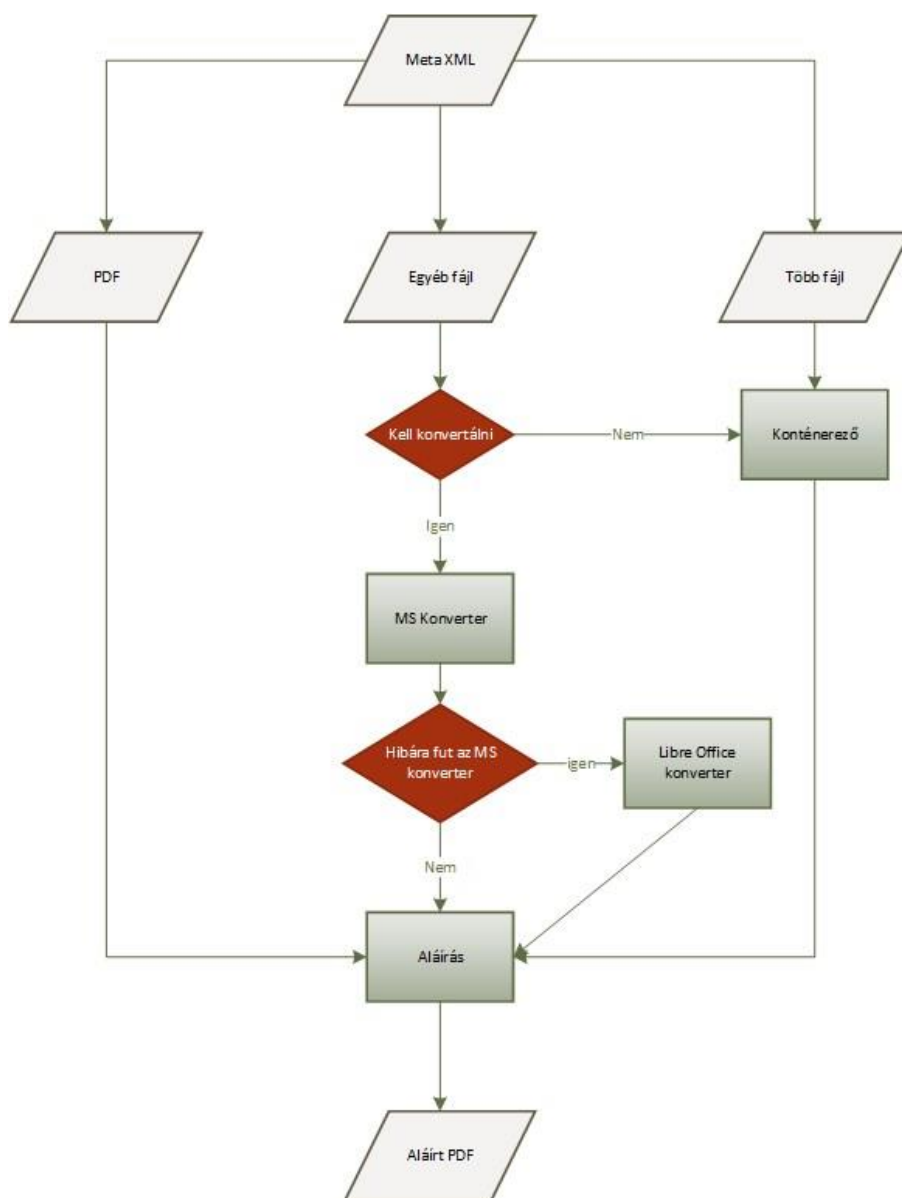 Meta XML
PDF
Egyéb fájl
Több fájl
Kell konvertálni
Nem
Konténerező
Igen
MS Konverter
Hibára fut az MS
konverter
igen
Libre Office
konverter
Nem
Aláírás
Aláírt PDF